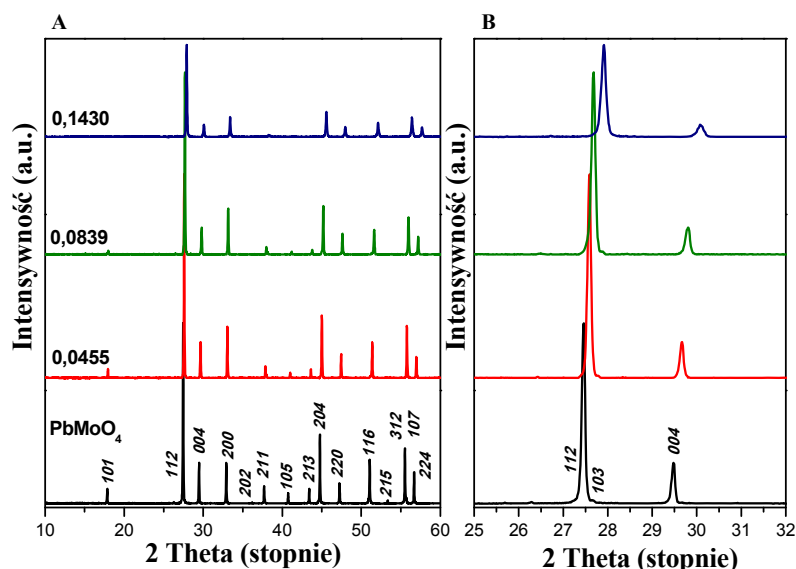 A
B
Intensywność (a.u.)
0,1430
0,0839
0,0455
PbMoO4
101
112
004
200
202
211
105
213
204
220
116
215
312
107
224
10 20 30 40 50 60
2 Theta (stopnie)
Intensywność (a.u.)
112
103
004
25 26 27 28 29 30 31 32
2 Theta (stopnie)